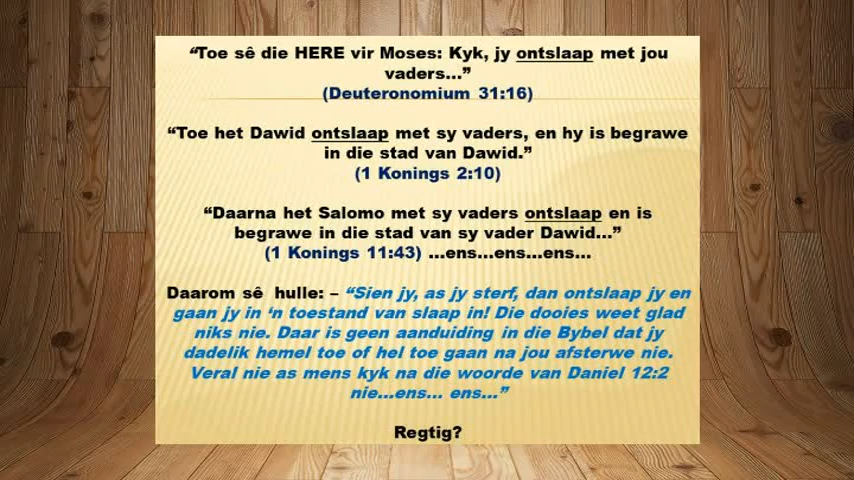 “Toe sê die HERE vir Moses: Kyk, jy ontslaap met jou
vaders...”
(Deuteronomium 31:16)
“Toe het Dawid ontslaap met sy vaders, en hy is begrawe
in die stad van Dawid.”
(1 Konings 2:10)
“Daarna het Salomo met sy vaders ontslaap en is
begrawe in die stad van sy vader Dawid...”
(1 Konings 11:43) ...ens...ens...ens...
Daarom sê hulle: – “Sien jy, as jy sterf, dan ontslaap jy en
gaan jy in ‘n toestand van slaap in! Die dooies weet glad
niks nie. Daar is geen aanduiding in die Bybel dat jy
dadelik hemel toe of hel toe gaan na jou afsterwe nie.
Veral nie as mens kyk na die woorde van Daniel 12:2
nie...ens... ens...”
Regtig?